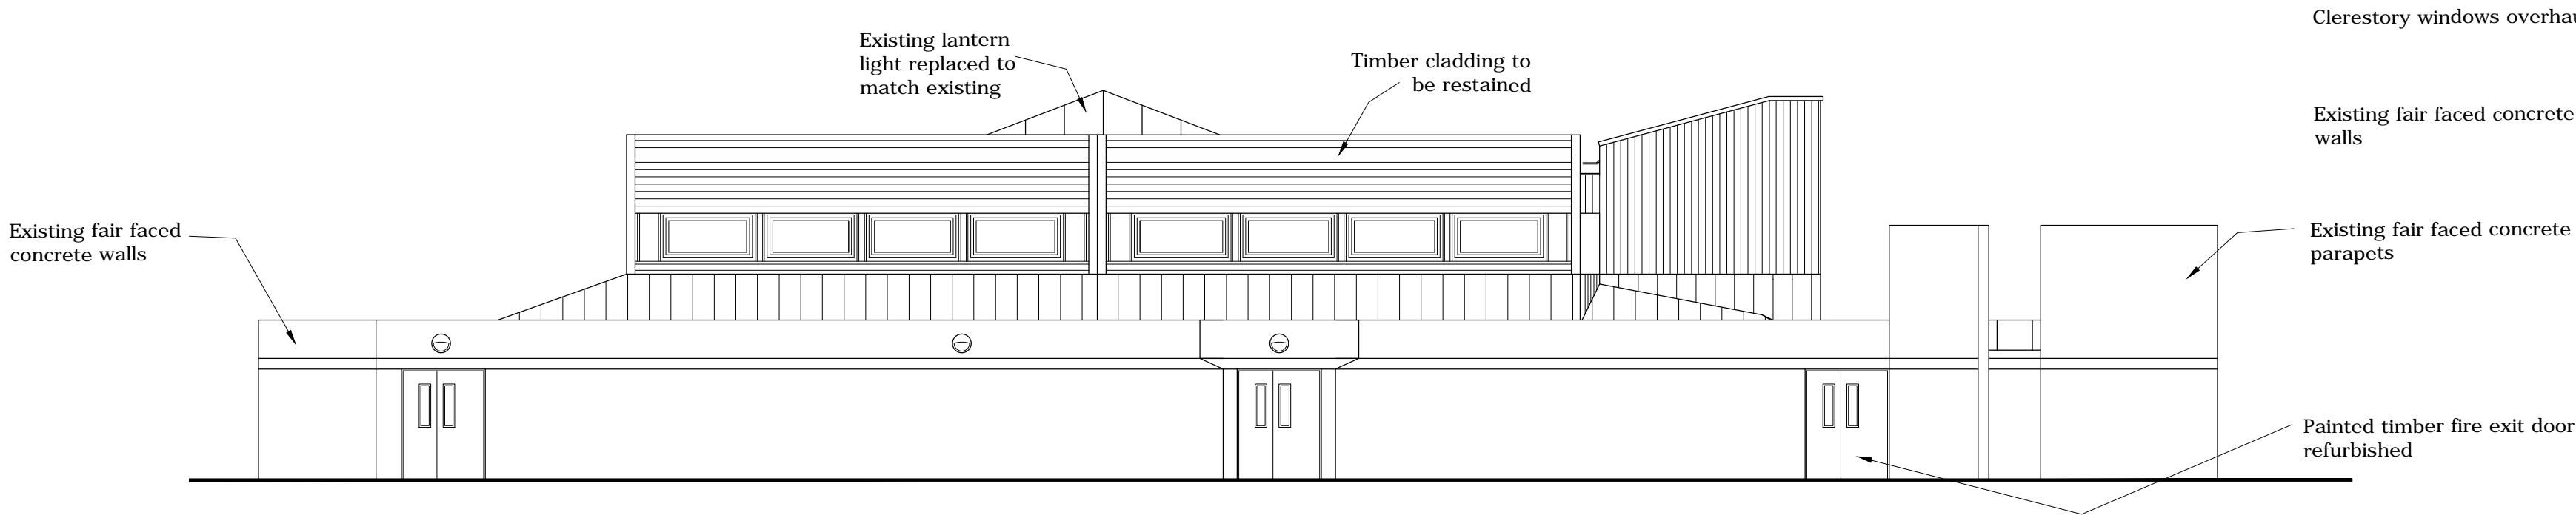 Existing lantern
light replaced to
match existing
Timber cladding to
be restained
Existing fair faced
concrete walls
Clerestory windows
Existing fair faced concrete
walls
Existing fair faced concrete
parapets
Painted timber fire exit door
refurbished